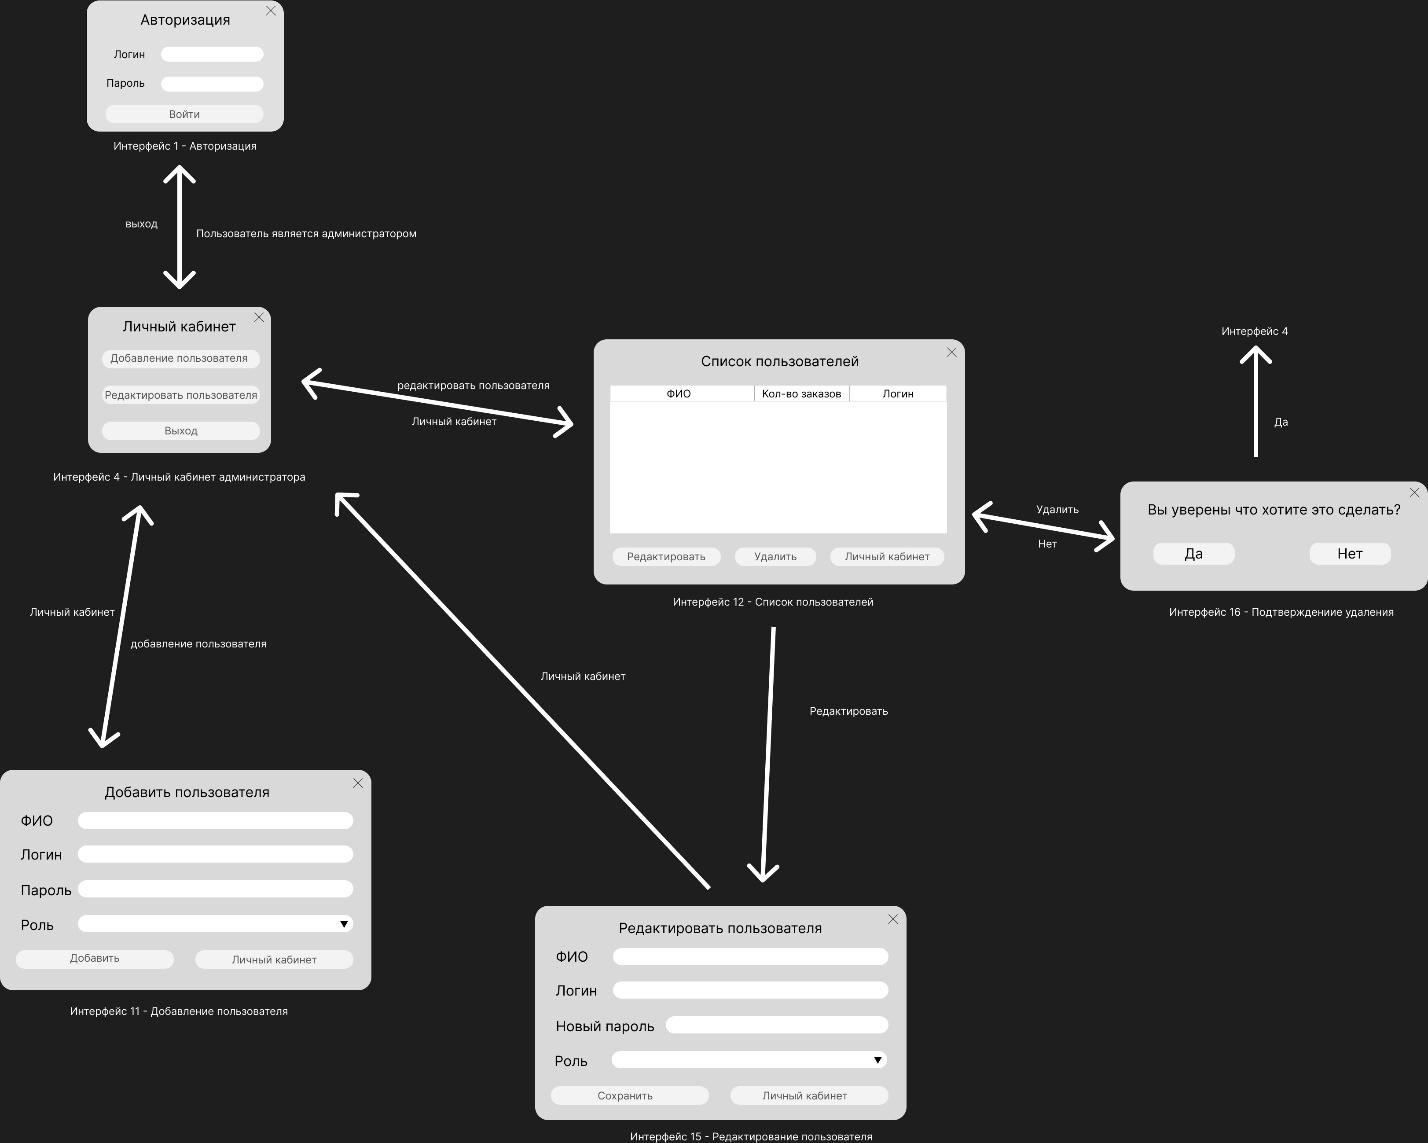 Авторизация
Логин
Пароль
Войти
Интерфейс 1 - Авторизация
выход
Пользователь является администратором
Личный кабинет
Добавление пользователя
Редактировать пользователя
Выход
Интерфейс 4 - Личный кабинет администратора
редактировать пользователя
Личный кабинет
Список пользователей
ФИО Кол-во заказов Логин
Редактировать Удалить Личный кабинет
Интерфейс 12 - Список пользователей
Интерфейс 4
Да
Удалить
Нет
Вы уверены что хотите это сделать?
Да Нет
Интерфейс 16 - Подтверждениие удаления
Личный кабинет
добавление пользователя
Личный кабинет
Редактировать
Добавить пользователя
ФИО
Логин
Пароль
Роль
Добавить Личный кабинет
Интерфейс 11 - Добавление пользователя
Редактировать пользователя
ФИО
Логин
Новый пароль
Роль
Сохранить Личный кабинет
Интерфейс 15 - Редактирование пользователя